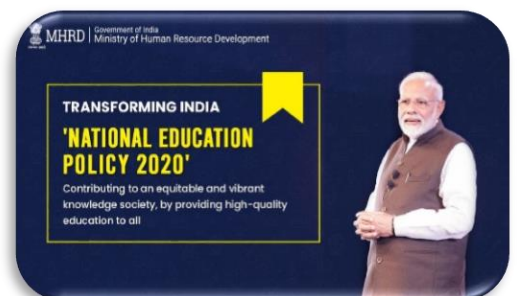 MHRD
Government of India
Ministry of Human Resource Development
TRANSFORMING INDIA
'NATIONAL EDUCATION
POLICY 2020'
Contributing to an equitable and vibrant
knowledge society, by providing high-quality
education to all